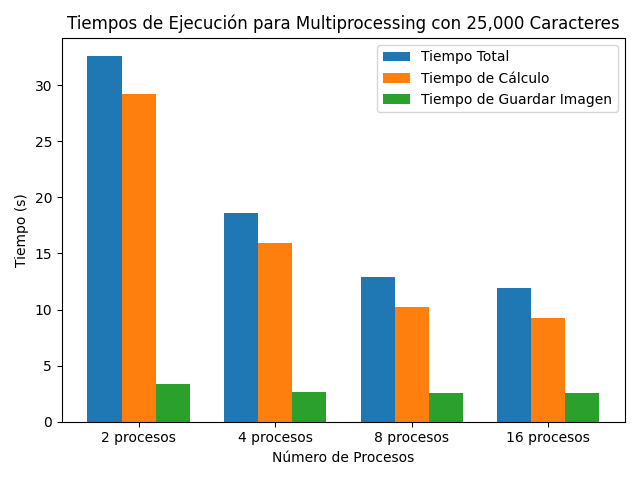 Tiempos de Ejecución para Multiprocessing con 25,000 Caracteres
Tiempo Total
Tiempo de Cálculo
Tiempo de Guardar Imagen
Tiempo (s)
30
25
20
15
10
5
0
2 procesos
4 procesos
8 procesos
16 procesos
Número de Procesos